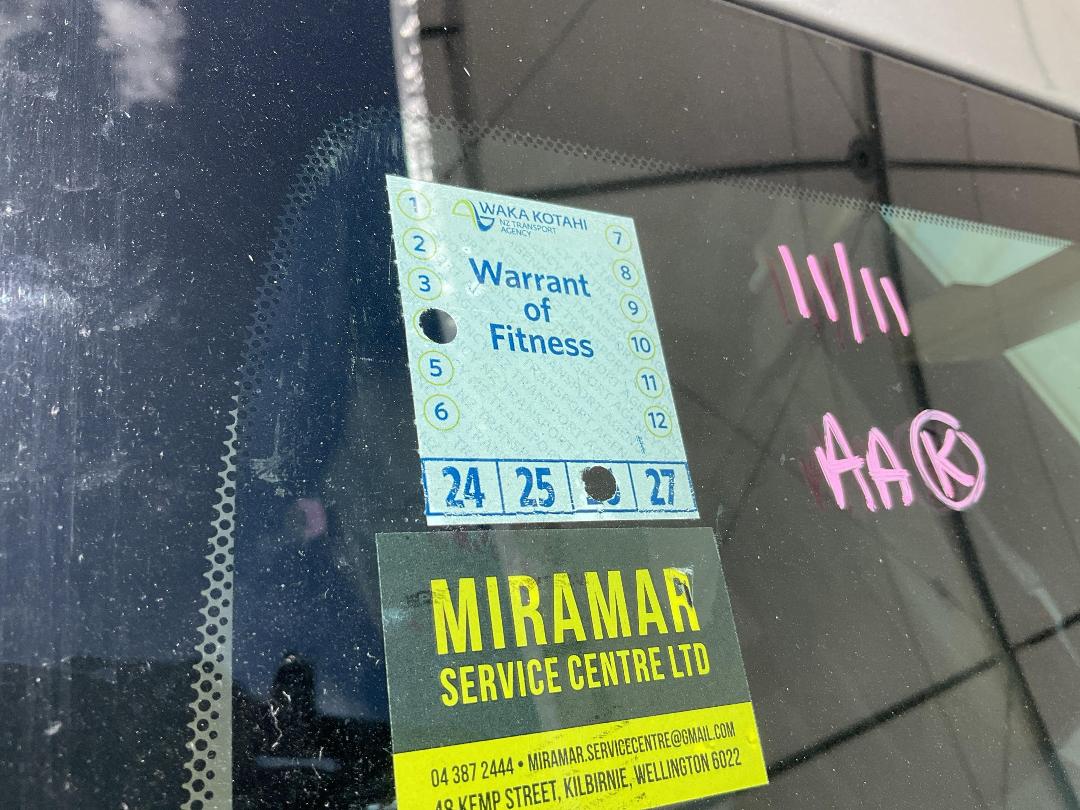 WAKA KOTAHI
NZ TRANSPORT
AGENCY
Warrant
of
Fitness
1
2
3
5
6
7
8
9
10
11
12
24 25 27
MIRAMAR
SERVICE CENTRE LTD
04 387 2444 • MIRAMAR.SERVICECENTRE@GMAIL.COM
48 KEMP STREET, KILBIRNIE, WELLINGTON 6022
11/11
AA K